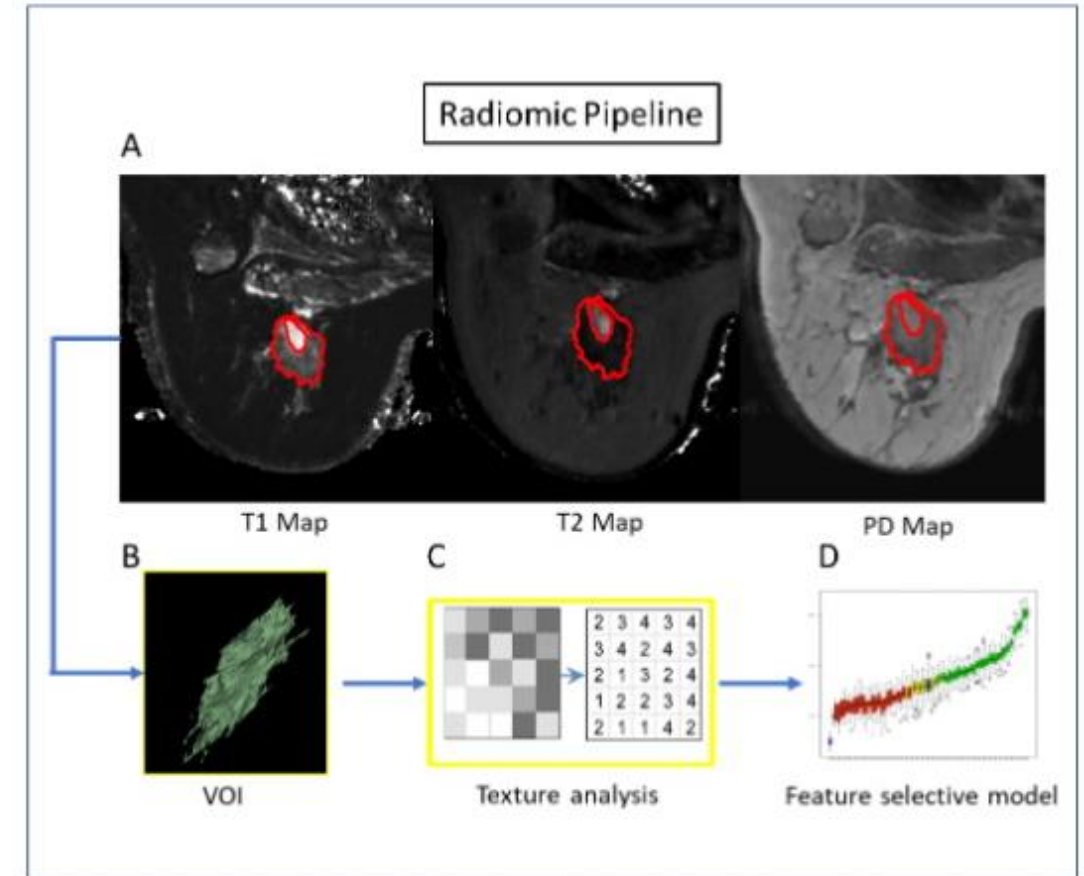 Radiomic Pipeline
A
T1 Map
T2 Map
PD Map
B
C
D
2 3 4 3 4
3 4 2 4 3
2 1 3 2 4
1 2 2 3 4
2 1 1 4 2
VOI
Texture analysis
Feature selective model